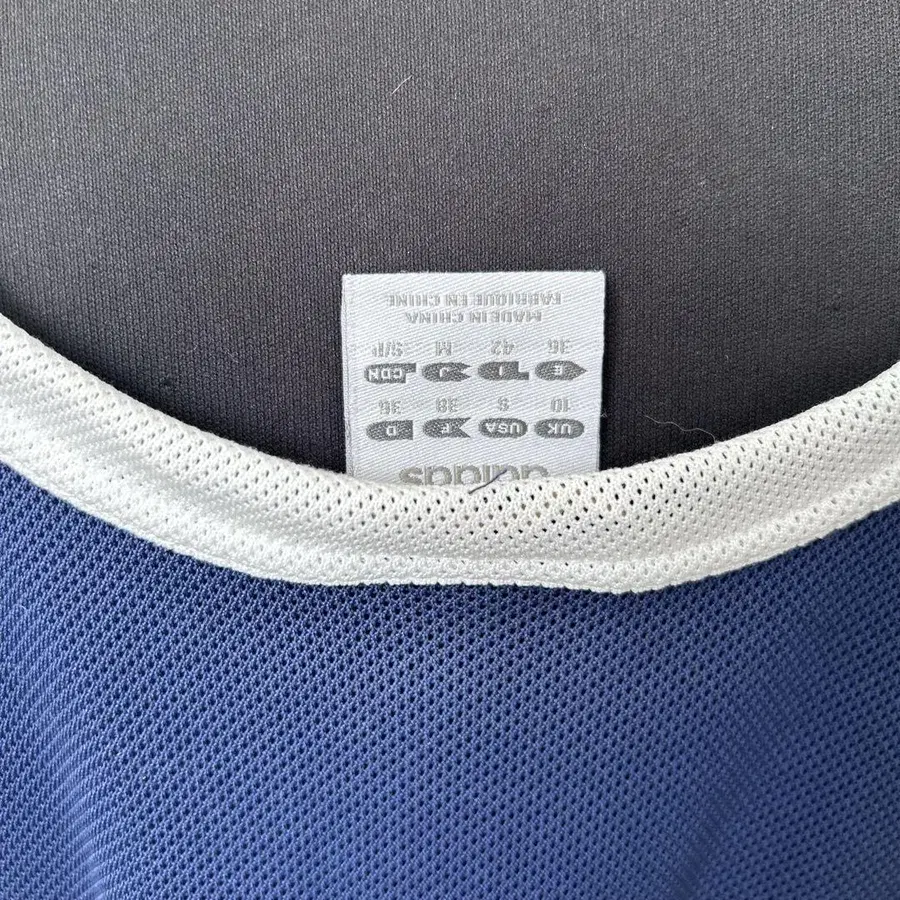 adidas
UK USA F D
10 S 38 36
E I J CDN
36 42 M S/P
MADE IN CHINA
FABRIQUE EN CHINE